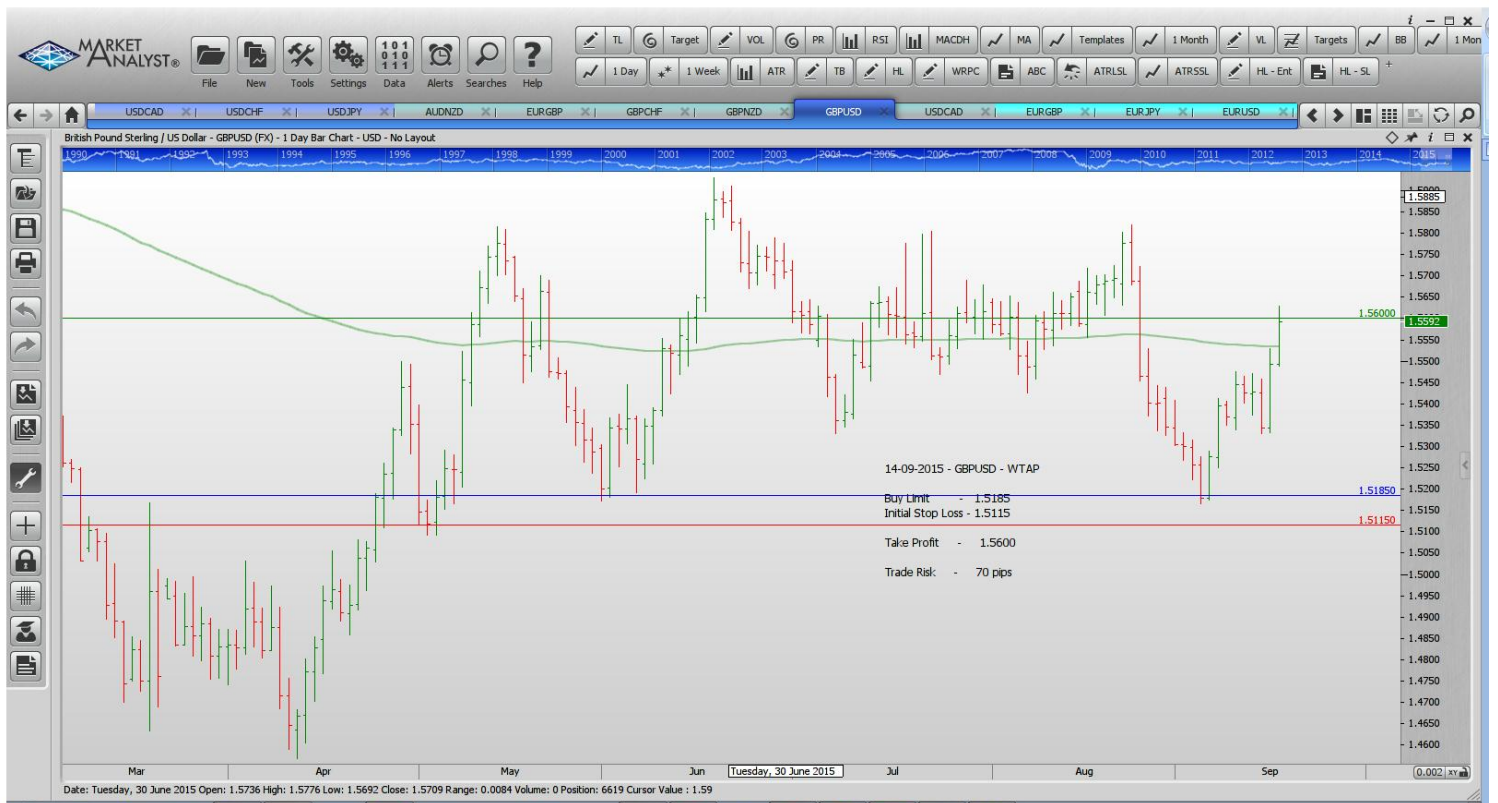 i
MARKET ANALYST®
File New Tools Settings Data Alerts Searches Help
101
010
111
TL Target VOL PR RSI MACDH MA Templates 1 Month VL Targets BB 1 Mon
1 Day 1 Week ATR TB HL WRPC ABC ATRLSL ATRSSL HL - Ent HL - SL +
USDCAD USDCHF USDJPY AUDNZD EURGBP GBPCHF GBPNZD GBPUSD USDCAD EURGBP EURJPY EURUSD
British Pound Sterling / US Dollar - GBPUSD (FX) - 1 Day Bar Chart - USD - No Layout
1990 1991 1992 1993 1994 1995 1996 1997 1998 1999 2000 2001 2002 2003 2004 2005 2006 2007 2008 2009 2010 2011 2012 2013 2014 2015
1.5885
1.5850
1.5800
1.5750
1.5700
1.5650
1.56000
1.5592
1.5550
1.5500
1.5450
1.5400
1.5350
1.5300
1.5250
1.5200
1.51850
1.5150
1.51150
1.5100
1.5050
1.5000
1.4950
1.4900
1.4850
1.4800
1.4750
1.4700
1.4650
1.4600
14-09-2015 - GBPUSD - WTAP
Buy Limit - 1.5185
Initial Stop Loss - 1.5115
Take Profit - 1.5600
Trade Risk - 70 pips
Mar Apr May Jun Tuesday, 30 June 2015 Jul Aug Sep 0.002 XY
Date: Tuesday, 30 June 2015 Open: 1.5736 High: 1.5776 Low: 1.5692 Close: 1.5709 Range: 0.0084 Volume: 0 Position: 6619 Cursor Value : 1.59